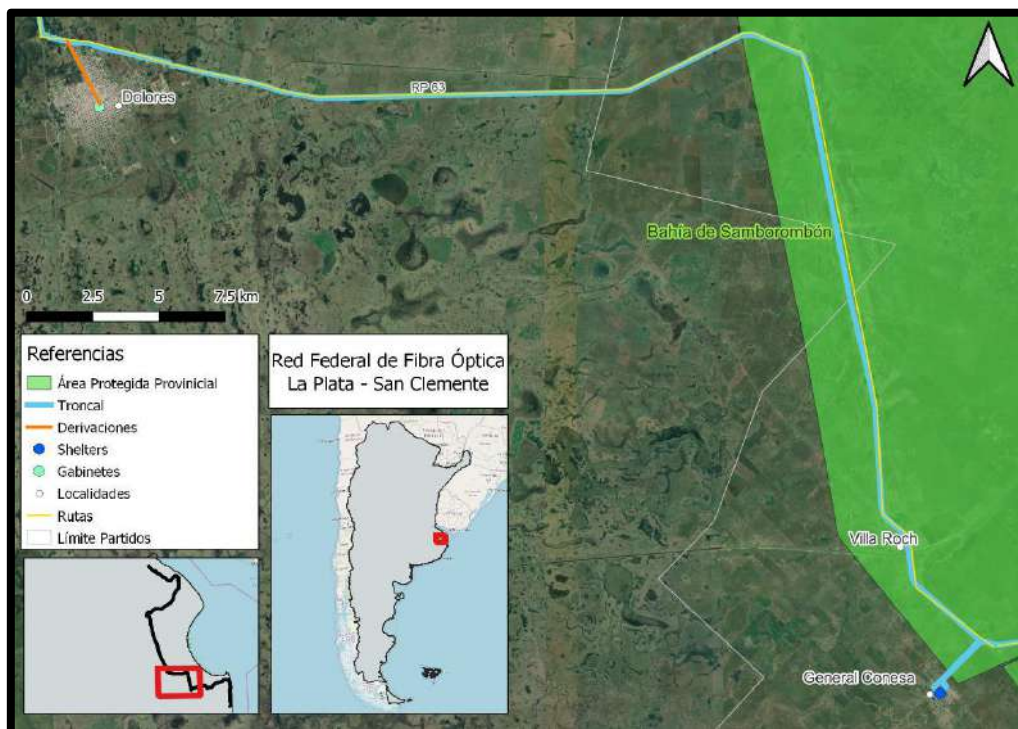 Dolores
RP 63
Bahía de Samborombón
0 2.5 5 7.5 km
Referencias
Área Protegida Provincial
Troncal
Derivaciones
Shelters
Gabinetes
Localidades
Rutas
Límite Partidos
Red Federal de Fibra Óptica
La Plata - San Clemente
Villa Roch
General Conesa